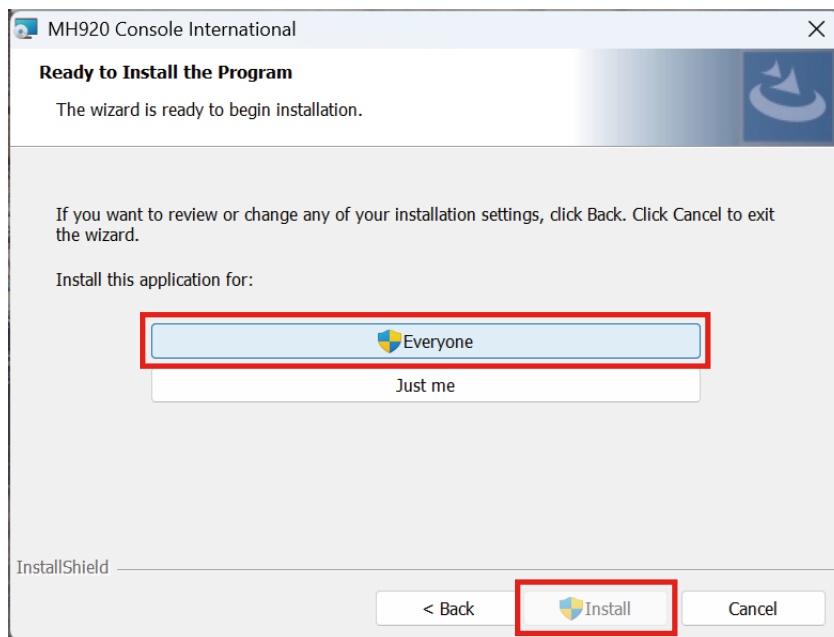 MH920 Console International
Ready to Install the Program
The wizard is ready to begin installation.
If you want to review or change any of your installation settings, click Back. Click Cancel to exit
the wizard.
Install this application for:
Everyone
Just me
InstallShield
< Back
Install
Cancel